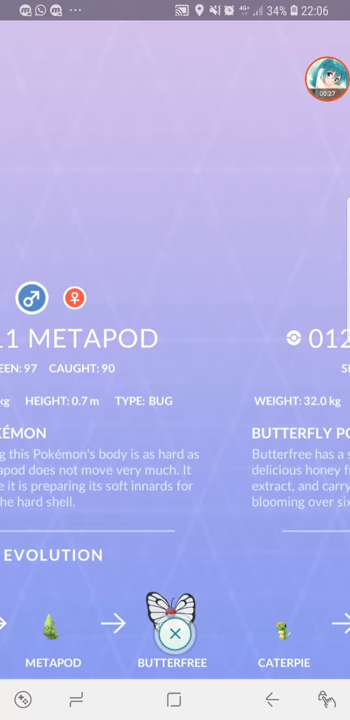 4G+ 34% 22:06
00:27
11 METAPOD
012
EEN: 97 CAUGHT: 90
kg HEIGHT: 0.7 m TYPE: BUG
WEIGHT: 32.0 kg
KÉMON
g this Pokémon's body is as hard as
apod does not move very much. It
e it is preparing its soft innards for
he hard shell.
BUTTERFLY PO
Butterfree has a s
delicious honey f
extract, and carry
blooming over six
EVOLUTION
METAPOD BUTTERFREE CATERPIE